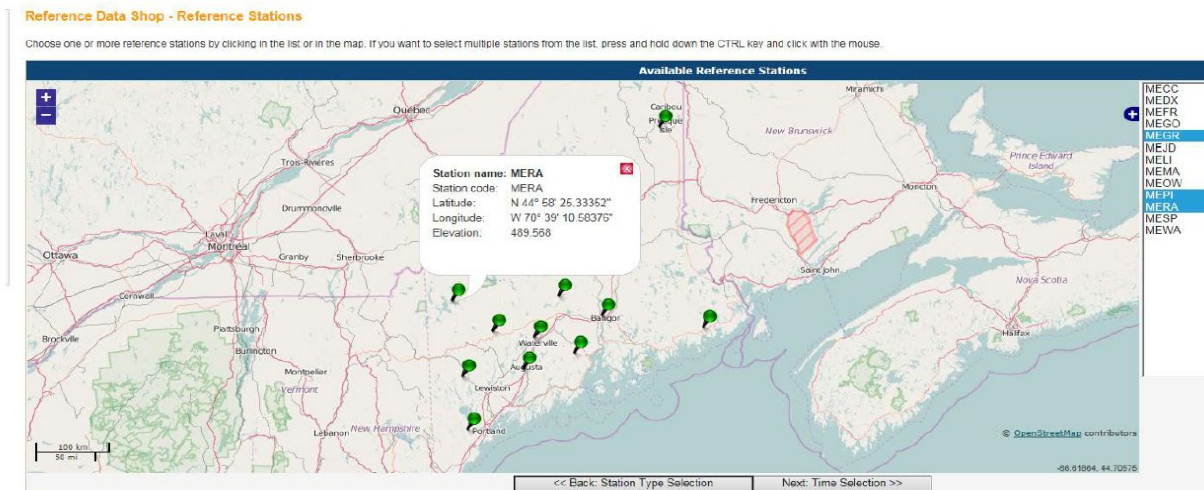 Reference Data Shop - Reference Stations
Choose one or more reference stations by clicking in the list or in the map. If you want to select multiple stations from the list, press and hold down the CTRL key and click with the mouse.
Available Reference Stations
+
−
Québec
Caribou
Presque
Isle
Miramichi
MECC
MEDX
MEFR
MEGO
MEGR
MEJD
MELI
MEMA
MEOW
MEPI
MERA
MESP
MEWA
+
New Brunswick
Prince Edward
Island
Trois-Rivières
Station name: MERA
Station code: MERA
Latitude: N 44° 58' 25.33352"
Longitude: W 70° 39' 10.58376"
Elevation: 489.568
Drummondville
Fredericton
Moncton
Laval
Montréal
Ottawa
Granby
Sherbrooke
Saint John
Nova Scotia
Cornwall
Bangor
Brockville
Plattsburgh
Waterville
Halifax
Burlington
Augusta
Montpelier
Vermont
Lewiston
Lebanon
New Hampshire
Portland
100 km
50 mi
© OpenStreetMap contributors
-66.61664, 44.70576
<< Back: Station Type Selection
Next: Time Selection >>